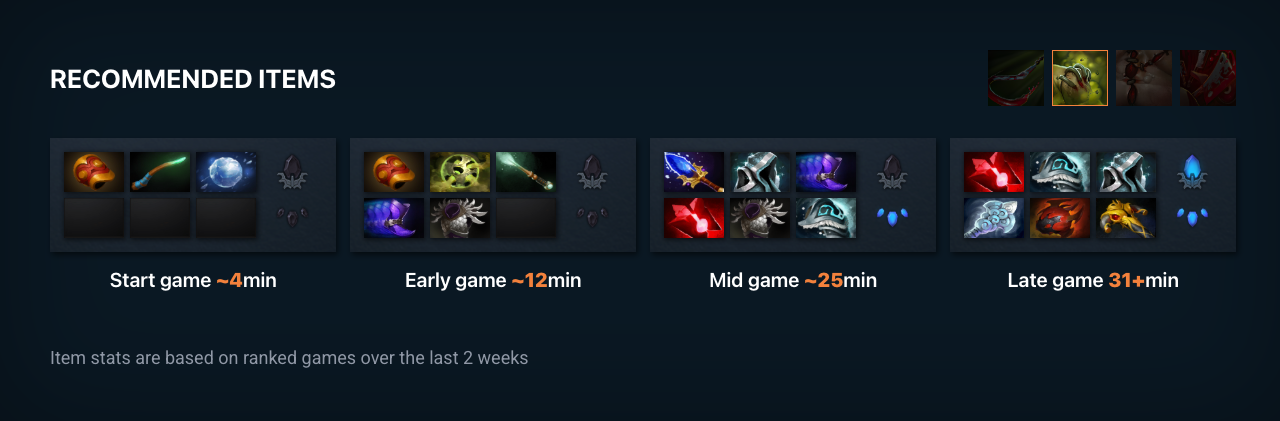 RECOMMENDED ITEMS
Start game ~4min
Early game ~12min
Mid game ~25min
Late game 31+min
Item stats are based on ranked games over the last 2 weeks